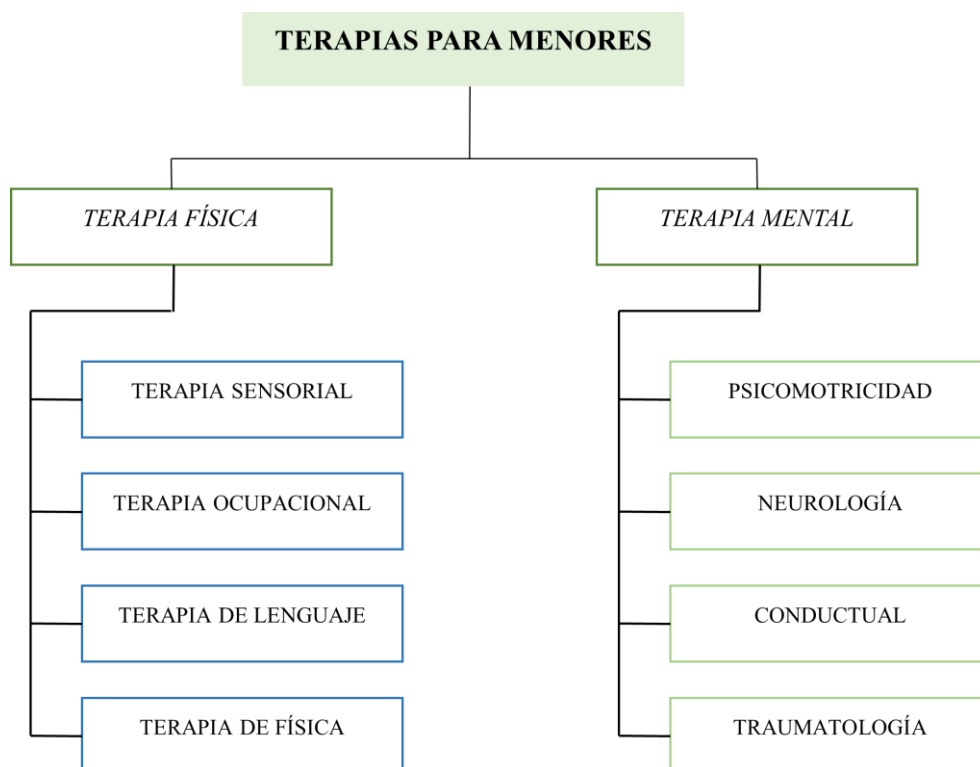 TERAPIAS PARA MENORES
TERAPIA FÍSICA
TERAPIA MENTAL
TERAPIA SENSORIAL
TERAPIA OCUPACIONAL
TERAPIA DE LENGUAJE
TERAPIA DE FÍSICA
PSICOMOTRICIDAD
NEUROLOGÍA
CONDUCTUAL
TRAUMATOLOGÍA